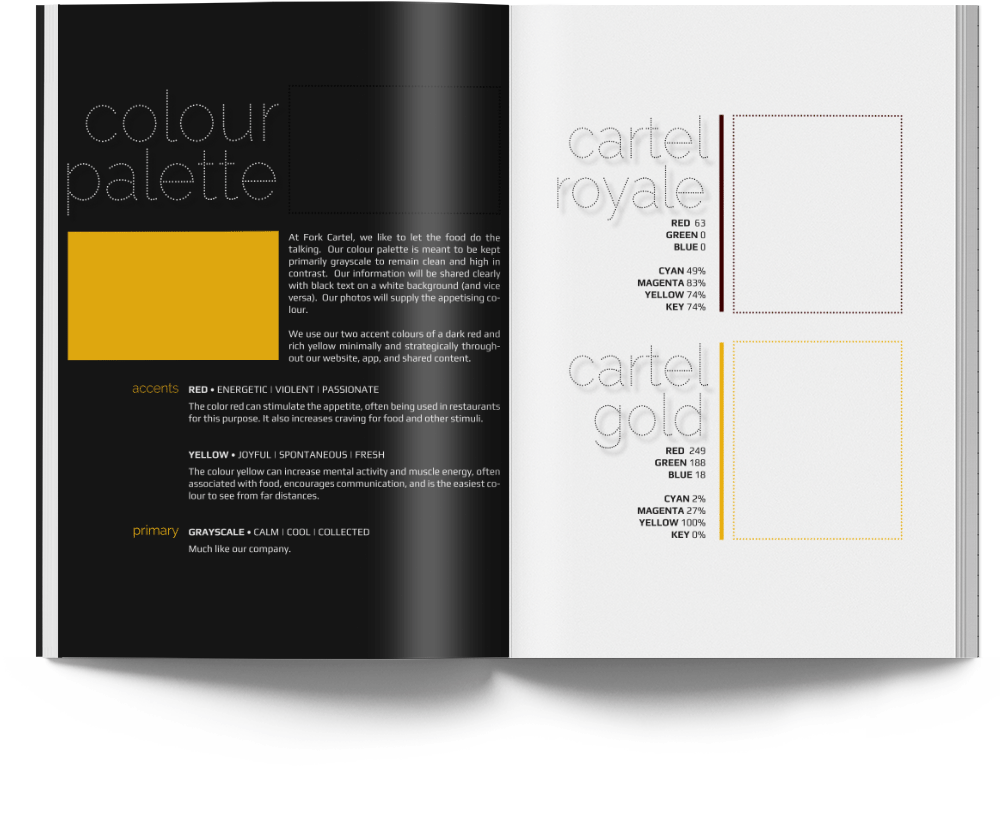 colour
palette
At Fork Cartel, we like to let the food do the
talking. Our colour palette is meant to be kept
primarily grayscale to remain clean and high in
contrast. Our information will be shared clearly
with black text on a white background (and vice
versa). Our photos will supply the appetising co-
lour.
We use our two accent colours of a dark red and
rich yellow minimally and strategically through-
out our website, app, and shared content.
accents
RED • ENERGETIC | VIOLENT | PASSIONATE
The color red can stimulate the appetite, often being used in restaurants
for this purpose. It also increases craving for food and other stimuli.
YELLOW • JOYFUL | SPONTANEOUS | FRESH
The colour yellow can increase mental activity and muscle energy, often
associated with food, encourages communication, and is the easiest co-
lour to see from far distances.
primary
GRAYSCALE • CALM | COOL | COLLECTED
Much like our company.
cartel
royale
RED 63
GREEN 0
BLUE 0
CYAN 49%
MAGENTA 83%
YELLOW 74%
KEY 74%
cartel
gold
RED 249
GREEN 188
BLUE 18
CYAN 2%
MAGENTA 27%
YELLOW 100%
KEY 0%